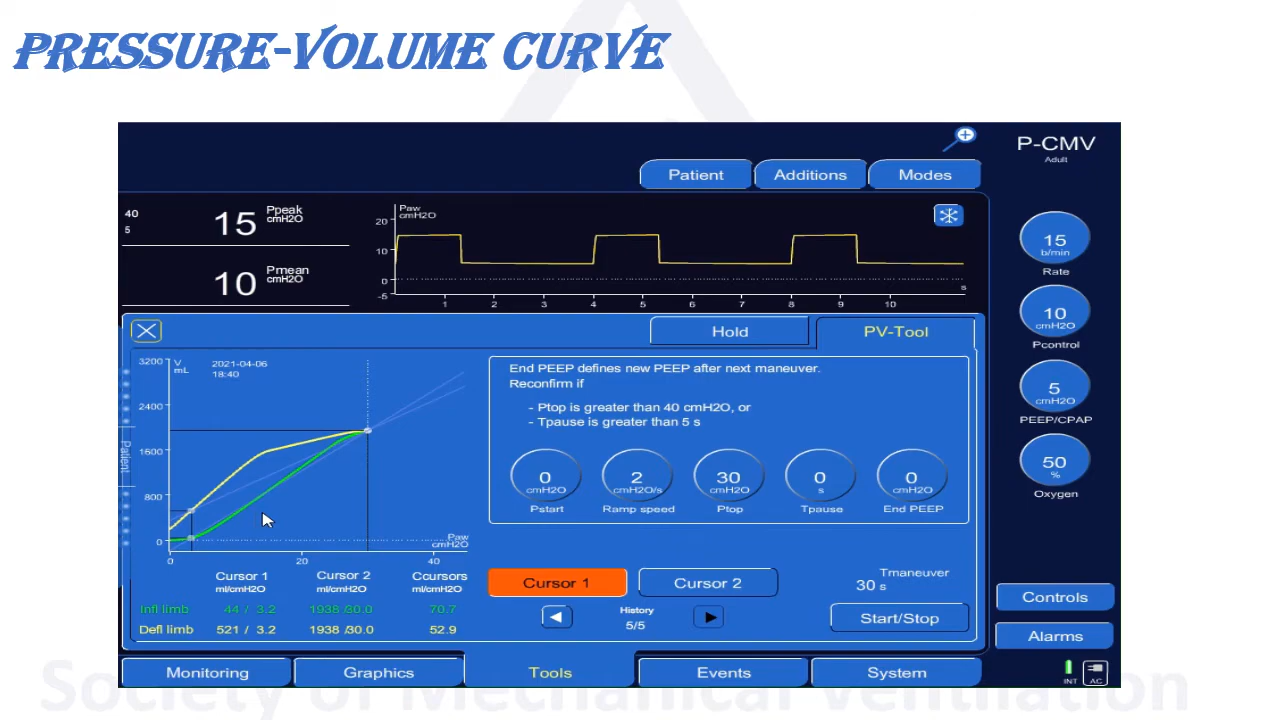 PRESSURE-VOLUME CURVE
P-CMV
Adult
Patient
Additions
Modes
40
5
15 Ppeak cmH2O
10 Pmean cmH2O
Paw
cmH2O
20
10
0
-5
1 2 3 4 5 6 7 8 9 10 s
15
b/min
Rate
10
cmH2O
Pcontrol
5
cmH2O
PEEP/CPAP
50
%
Oxygen
Hold
PV-Tool
Patient
3200 V
mL
2400
1600
800
0
2021-04-06
18:40
Paw
cmH2O
0 20 40
End PEEP defines new PEEP after next maneuver.
Reconfirm if
- Ptop is greater than 40 cmH2O, or
- Tpause is greater than 5 s
0
cmH2O
Pstart
2
cmH2O/s
Ramp speed
30
cmH2O
Ptop
0
s
Tpause
0
cmH2O
End PEEP
Cursor 1 Cursor 2 Ccursors
ml/cmH2O ml/cmH2O ml/cmH2O
Infl limb 44 / 3.2 1938 /30.0 70.7
Defl limb 521 / 3.2 1938 /30.0 52.9
Cursor 1
Cursor 2
History
5/5
Tmaneuver
30 s
Start/Stop
Controls
Alarms
Monitoring
Graphics
Tools
Events
System
INT
AC
Society of Mechanical Ventilation